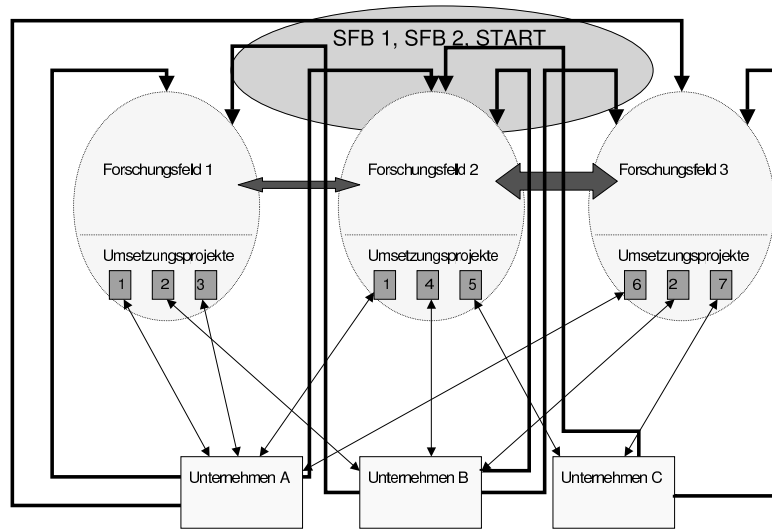 SFB 1, SFB 2, START
Forschungsfeld 1
Forschungsfeld 2
Forschungsfeld 3
Umsetzungsprojekte
Umsetzungsprojekte
Umsetzungsprojekte
1 2 3
1 4 5
6 2 7
Unternehmen A
Unternehmen B
Unternehmen C